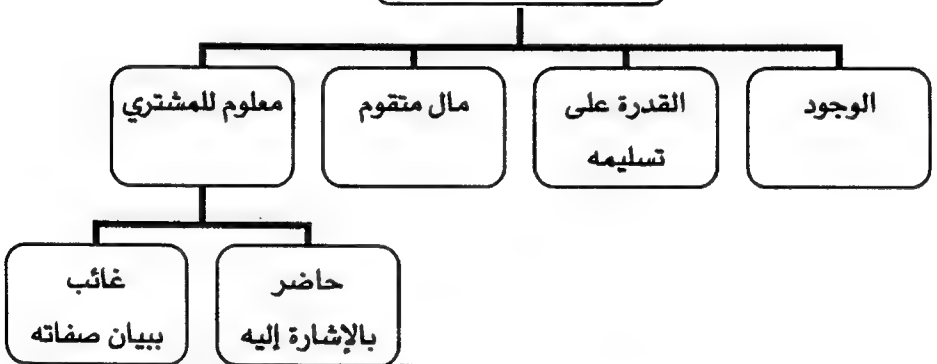 الوجود
القدرة على
تسليمه
مال متقوم
معلوم للمشتري
حاضر
بالإشارة إليه
غائب
ببيان صفاته